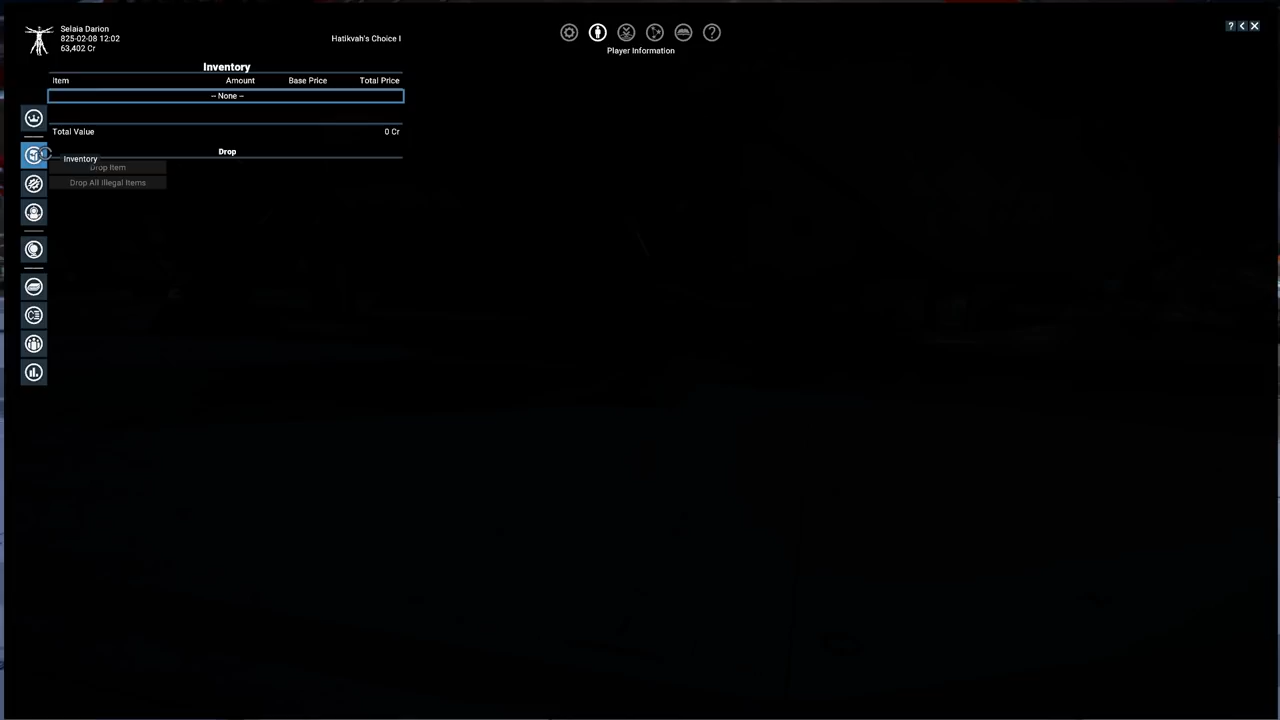 Selaia Darion
825-02-08 12:02
63,402 Cr
Hatikvah's Choice I
Player Information
?
Inventory
Item Amount Base Price Total Price
-- None --
Total Value 0 Cr
Drop
Inventory
Drop Item
Drop All Illegal Items